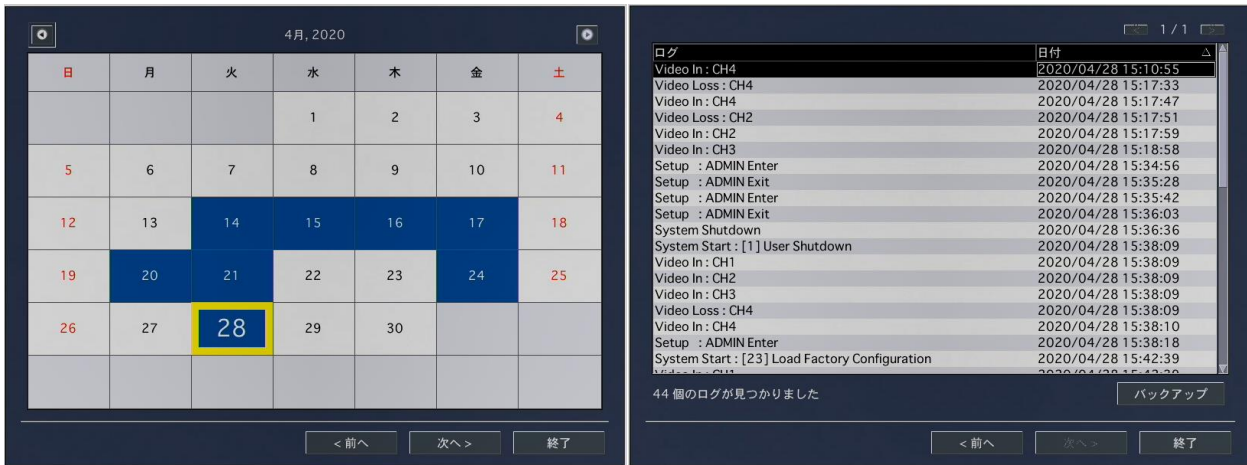 4月, 2020
日 月 火 水 木 金 土
1 2 3 4
5 6 7 8 9 10 11
12 13 14 15 16 17 18
19 20 21 22 23 24 25
26 27 28 29 30
< 前へ 次へ > 終了
< 1 / 1 >
ログ 日付
Video In : CH4 2020/04/28 15:10:55
Video Loss : CH4 2020/04/28 15:17:33
Video In : CH4 2020/04/28 15:17:47
Video Loss : CH2 2020/04/28 15:17:51
Video In : CH2 2020/04/28 15:17:59
Video In : CH3 2020/04/28 15:18:58
Setup : ADMIN Enter 2020/04/28 15:34:56
Setup : ADMIN Exit 2020/04/28 15:35:28
Setup : ADMIN Enter 2020/04/28 15:35:42
Setup : ADMIN Exit 2020/04/28 15:36:03
System Shutdown 2020/04/28 15:36:36
System Start : [1] User Shutdown 2020/04/28 15:38:09
Video In : CH1 2020/04/28 15:38:09
Video In : CH2 2020/04/28 15:38:09
Video In : CH3 2020/04/28 15:38:09
Video Loss : CH4 2020/04/28 15:38:09
Video In : CH4 2020/04/28 15:38:10
Setup : ADMIN Enter 2020/04/28 15:38:18
System Start : [23] Load Factory Configuration 2020/04/28 15:42:39
Video In : CH1 2020/04/28 15:42:39
44 個のログが見つかりました バックアップ
< 前へ 次へ > 終了